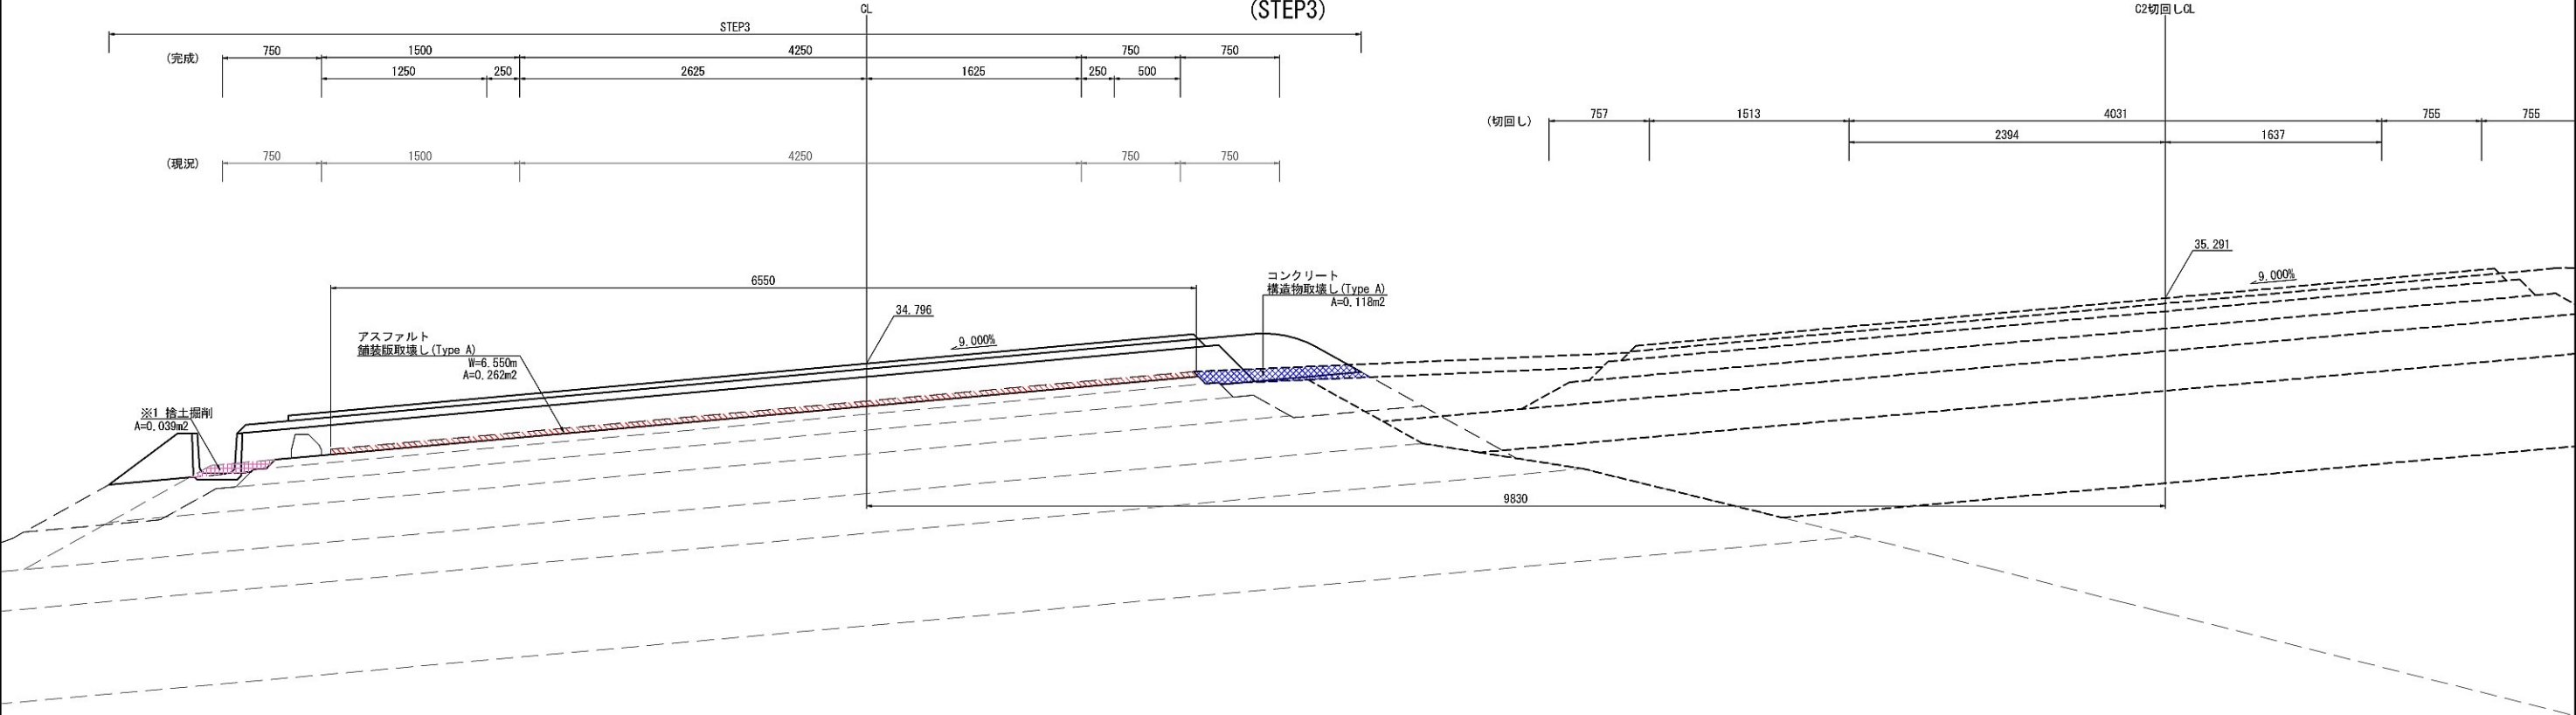 (STEP3)
CL
C2切回しCL
STEP3
(完成)
750
1500
4250
750
750
1250
250
2625
1625
250
500
(切回し)
757
1513
4031
755
755
2394
1637
(現況)
750
1500
4250
750
750
35.291
9.000%
6550
コンクリート
構造物取壊し(Type A)
A=0.118m2
34.796
9.000%
アスファルト
舗装版取壊し(Type A)
W=6.550m
A=0.262m2
※1 捨土掘削
A=0.039m2
9830